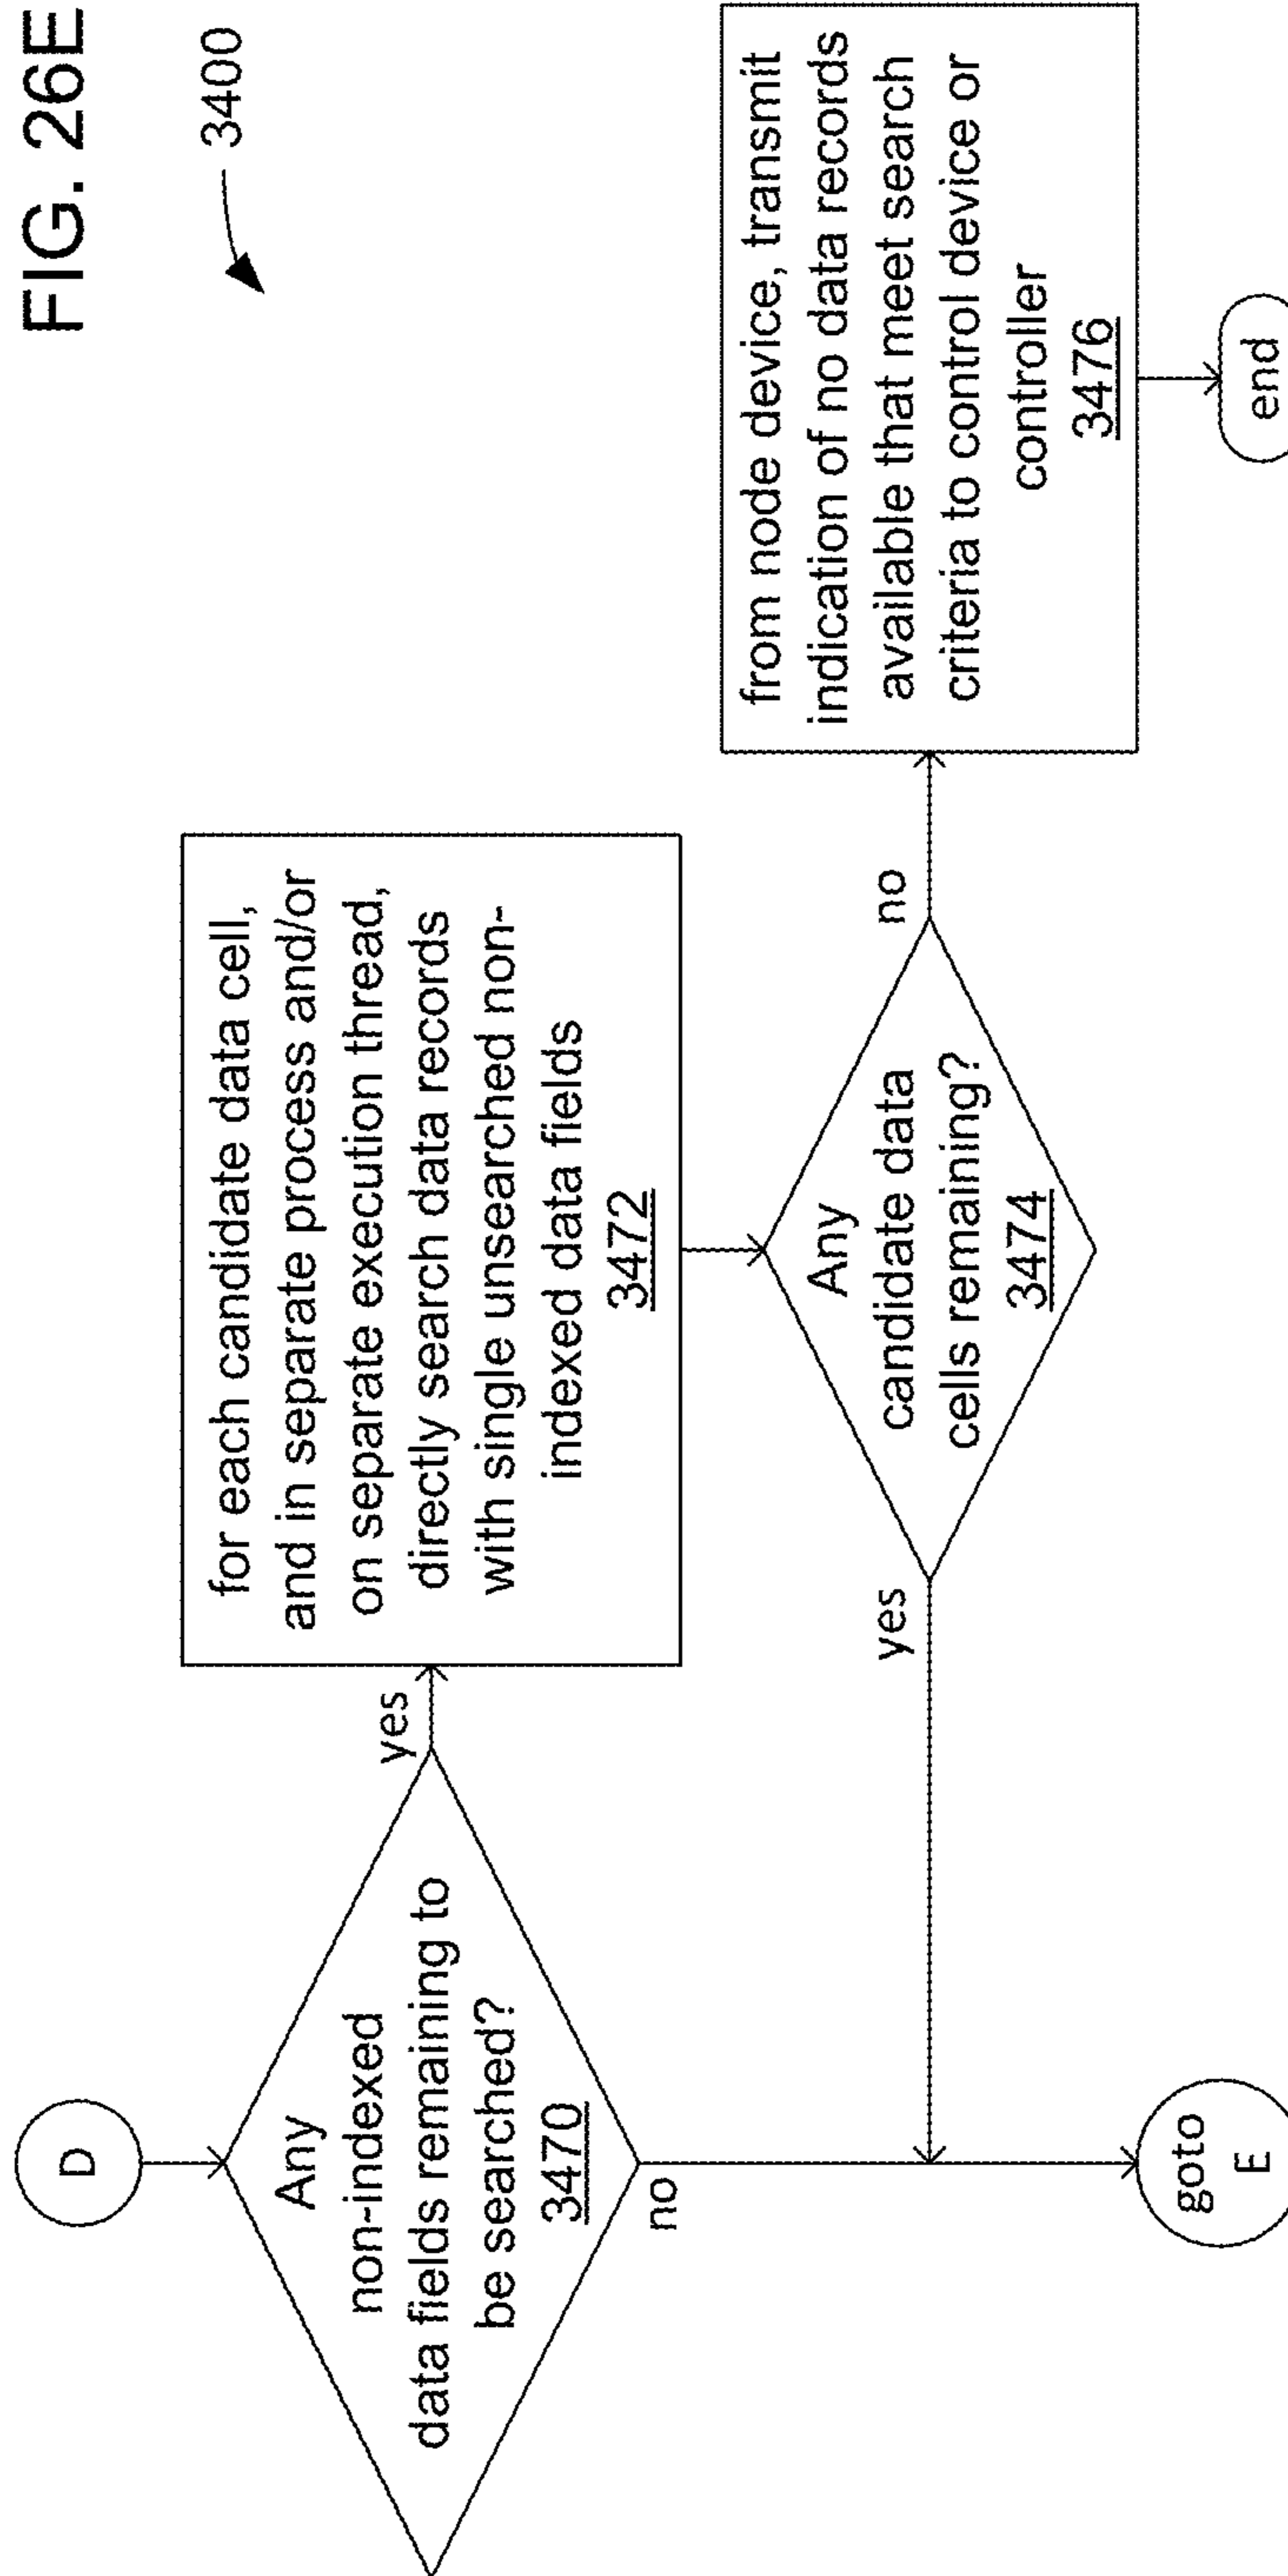 FIG. 26E
3400
D
Any
non-indexed
data fields remaining to
be searched?
3470
yes
no
for each candidate data cell,
and in separate process and/or
on separate execution thread,
directly search data records
with single unsearched non-
indexed data fields
3472
Any
candidate data
cells remaining?
3474
yes
no
from node device, transmit
indication of no data records
available that meet search
criteria to control device or
controller
3476
end
goto
E